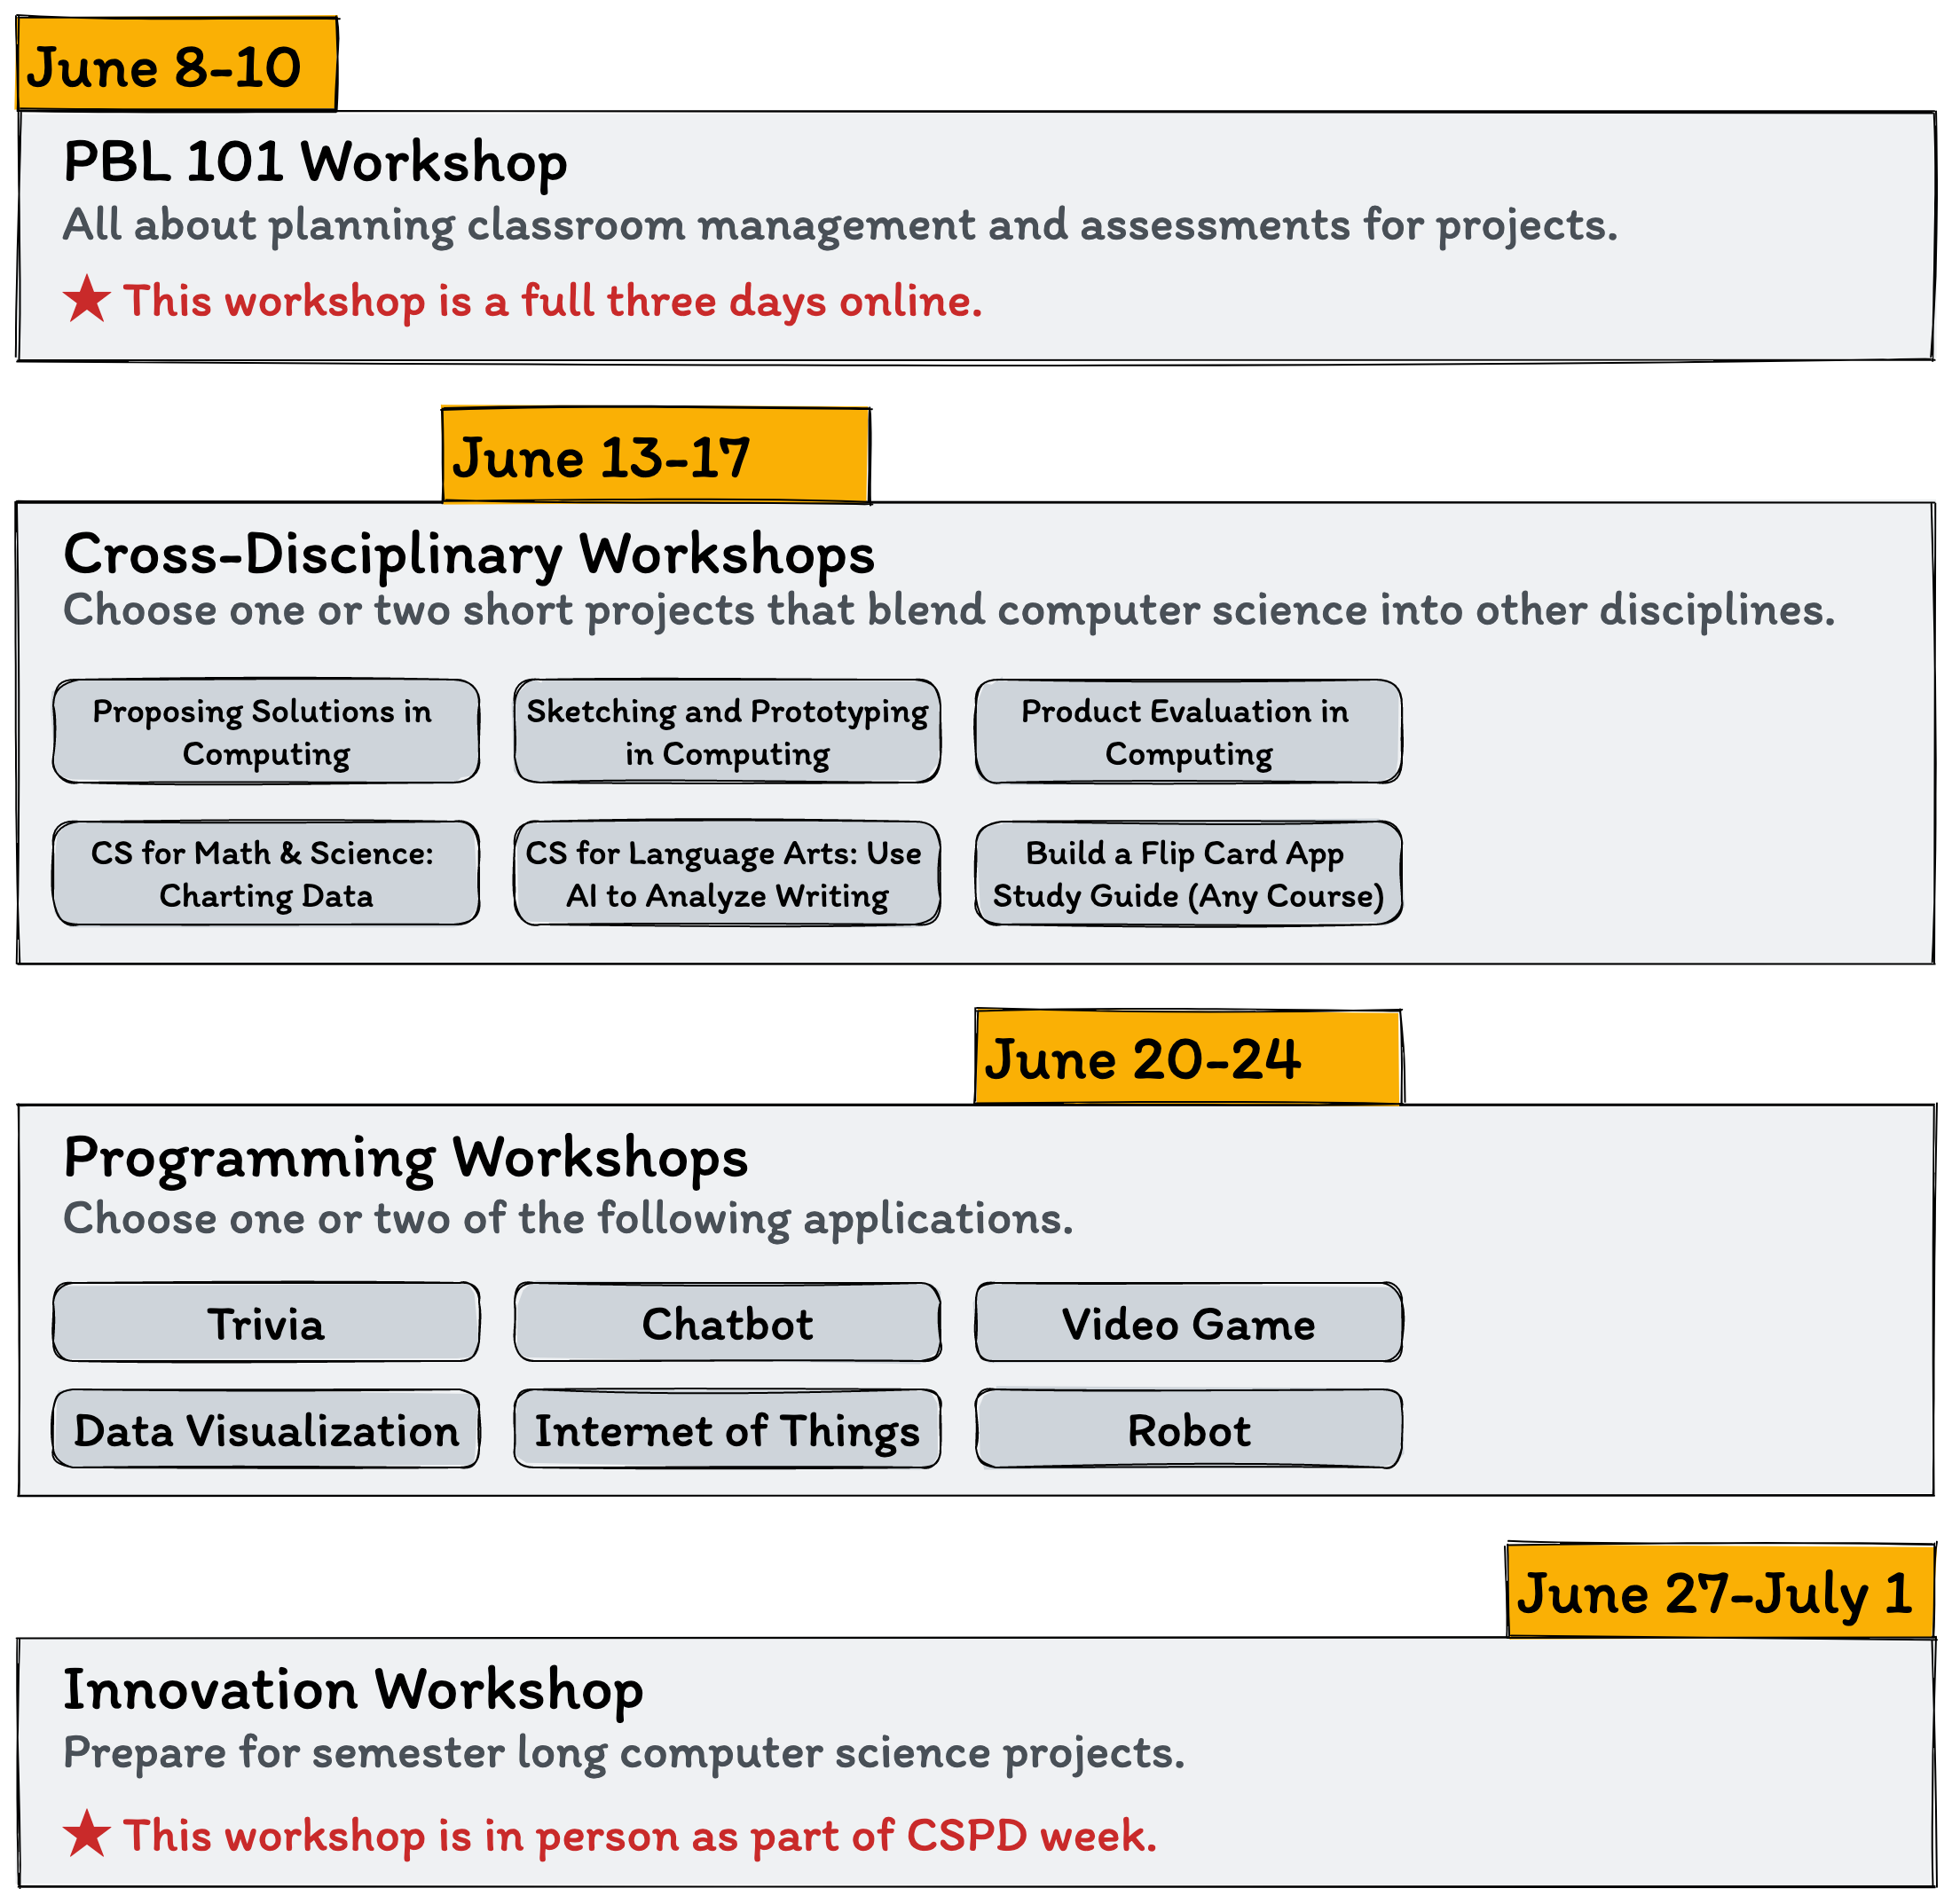 June 8-10
PBL 101 Workshop
All about planning classroom management and assessments for projects.
This workshop is a full three days online.
June 13-17
Cross-Disciplinary Workshops
Choose one or two short projects that blend computer science into other disciplines.
Proposing Solutions in
Computing
Sketching and Prototyping
in Computing
Product Evaluation in
Computing
CS for Math & Science:
Charting Data
CS for Language Arts: Use
AI to Analyze Writing
Build a Flip Card App
Study Guide (Any Course)
June 20-24
Programming Workshops
Choose one or two of the following applications.
Trivia
Chatbot
Video Game
Data Visualization
Internet of Things
Robot
June 27-July 1
Innovation Workshop
Prepare for semester long computer science projects.
This workshop is in person as part of CSPD week.